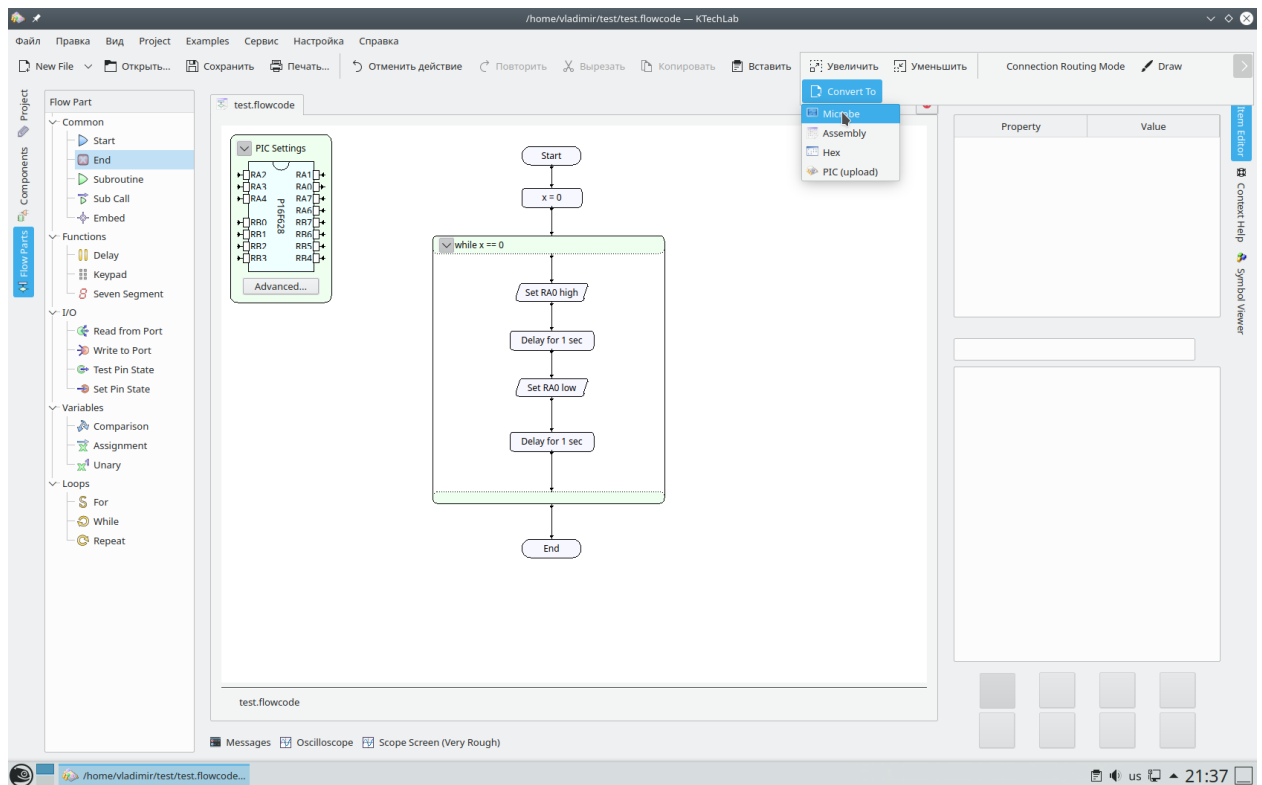 /home/vladimir/test/test.flowcode — KTechLab
Файл Правка Вид Project Examples Сервис Настройка Справка
New File Открыть... Сохранить Печать... Отменить действие Повторить Вырезать Копировать Вставить Увеличить Уменьшить Connection Routing Mode Draw
Convert To
Microbe
Assembly
Hex
PIC (upload)
Project
Components
Flow Parts
Flow Part
Common
Start
End
Subroutine
Sub Call
Embed
Functions
Delay
Keypad
Seven Segment
I/O
Read from Port
Write to Port
Test Pin State
Set Pin State
Variables
Comparison
Assignment
Unary
Loops
For
While
Repeat
test.flowcode
PIC Settings
RA2 RA1
RA3 RA0
RA4 RA7
RA6
RB0 RB7
RB1 RB6
RB2 RB5
RB3 RB4
P16F628
Advanced...
Start
x = 0
while x == 0
Set RA0 high
Delay for 1 sec
Set RA0 low
Delay for 1 sec
End
test.flowcode
Messages Oscilloscope Scope Screen (Very Rough)
Property Value
Item Editor
Context Help
Symbol Viewer
/home/vladimir/test/test.flowcode...
us 21:37